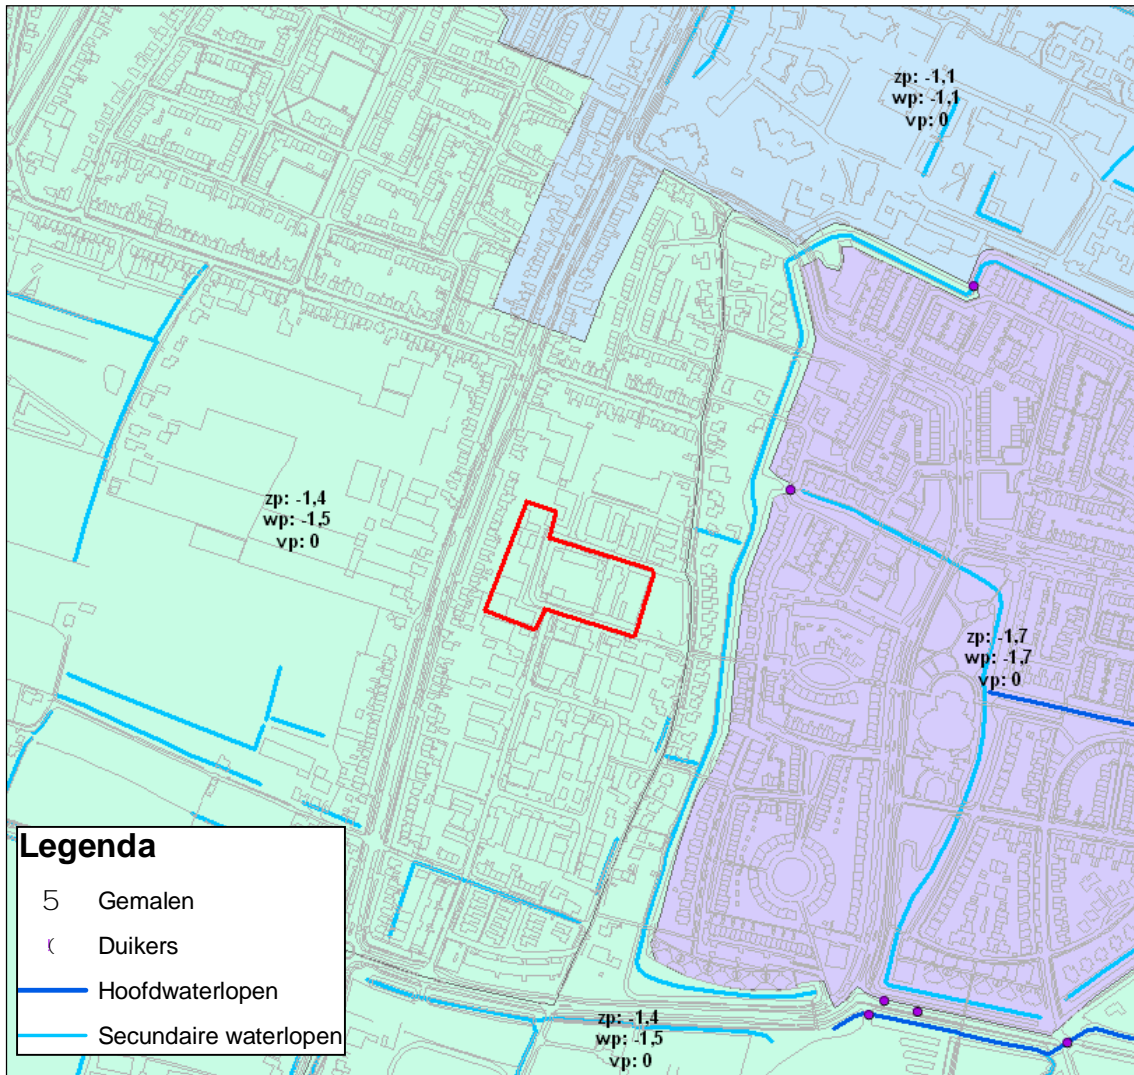 zp: -1,1
wp: -1,1
vp: 0
zp: -1,4
wp: -1,5
vp: 0
zp: -1,7
wp: -1,7
vp: 0
Legenda
5 Gemalen
Duikers
Hoofdwaterlopen
Secundaire waterlopen
zp: -1,4
wp: -1,5
vp: 0